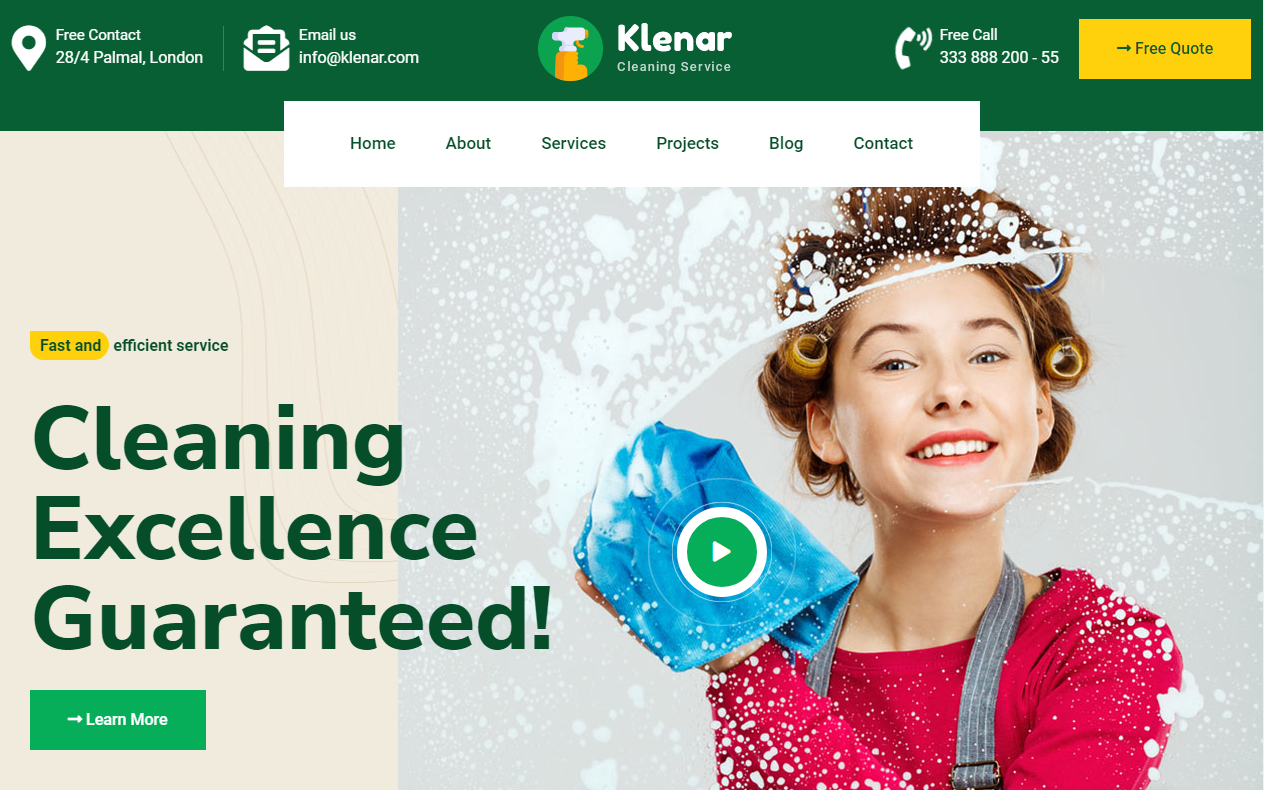 Free Contact
28/4 Palmal, London
Email us
info@klenar.com
Klenar
Cleaning Service
Free Call
333 888 200 - 55
Free Quote
Home
About
Services
Projects
Blog
Contact
Fast and efficient service
Cleaning
Excellence
Guaranteed!
Learn More